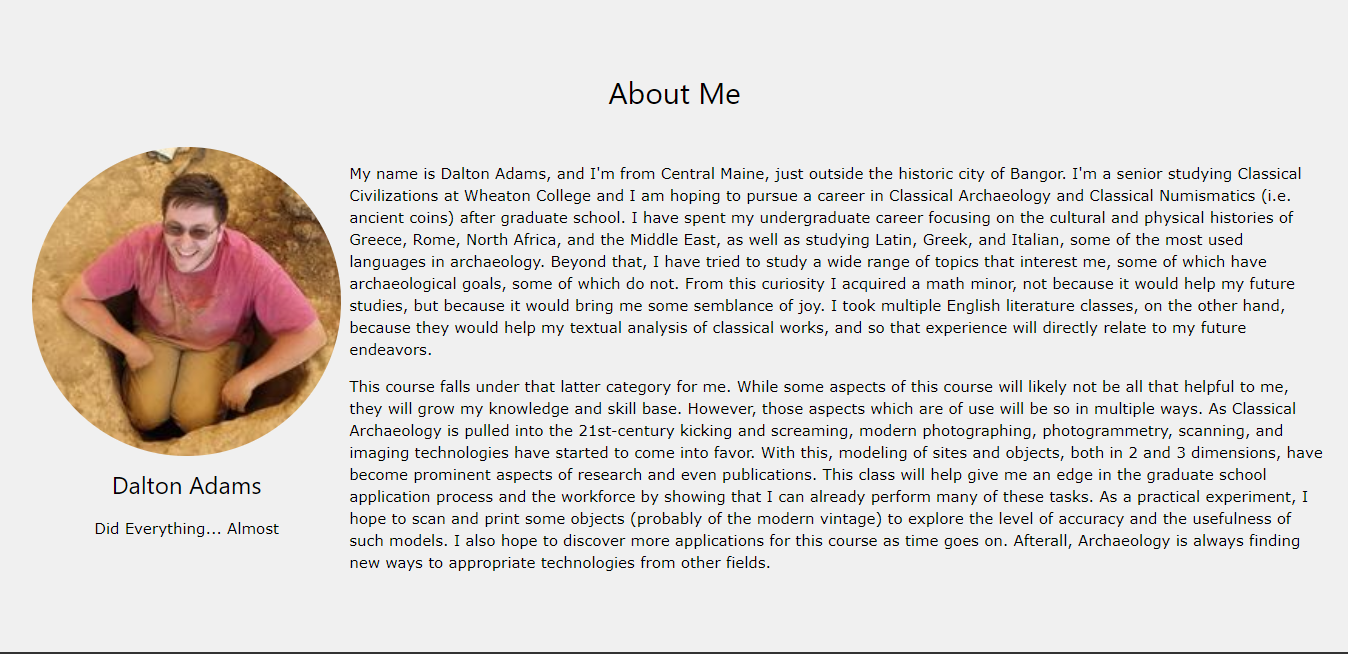 About Me
My name is Dalton Adams, and I'm from Central Maine, just outside the historic city of Bangor. I'm a senior studying Classical
Civilizations at Wheaton College and I am hoping to pursue a career in Classical Archaeology and Classical Numismatics (i.e.
ancient coins) after graduate school. I have spent my undergraduate career focusing on the cultural and physical histories of
Greece, Rome, North Africa, and the Middle East, as well as studying Latin, Greek, and Italian, some of the most used
languages in archaeology. Beyond that, I have tried to study a wide range of topics that interest me, some of which have
archaeological goals, some of which do not. From this curiosity I acquired a math minor, not because it would help my future
studies, but because it would bring me some semblance of joy. I took multiple English literature classes, on the other hand,
because they would help my textual analysis of classical works, and so that experience will directly relate to my future
endeavors.
This course falls under that latter category for me. While some aspects of this course will likely not be all that helpful to me,
they will grow my knowledge and skill base. However, those aspects which are of use will be so in multiple ways. As Classical
Archaeology is pulled into the 21st-century kicking and screaming, modern photographing, photogrammetry, scanning, and
imaging technologies have started to come into favor. With this, modeling of sites and objects, both in 2 and 3 dimensions, have
become prominent aspects of research and even publications. This class will help give me an edge in the graduate school
application process and the workforce by showing that I can already perform many of these tasks. As a practical experiment, I
hope to scan and print some objects (probably of the modern vintage) to explore the level of accuracy and the usefulness of
such models. I also hope to discover more applications for this course as time goes on. Afterall, Archaeology is always finding
new ways to appropriate technologies from other fields.
Dalton Adams
Did Everything... Almost